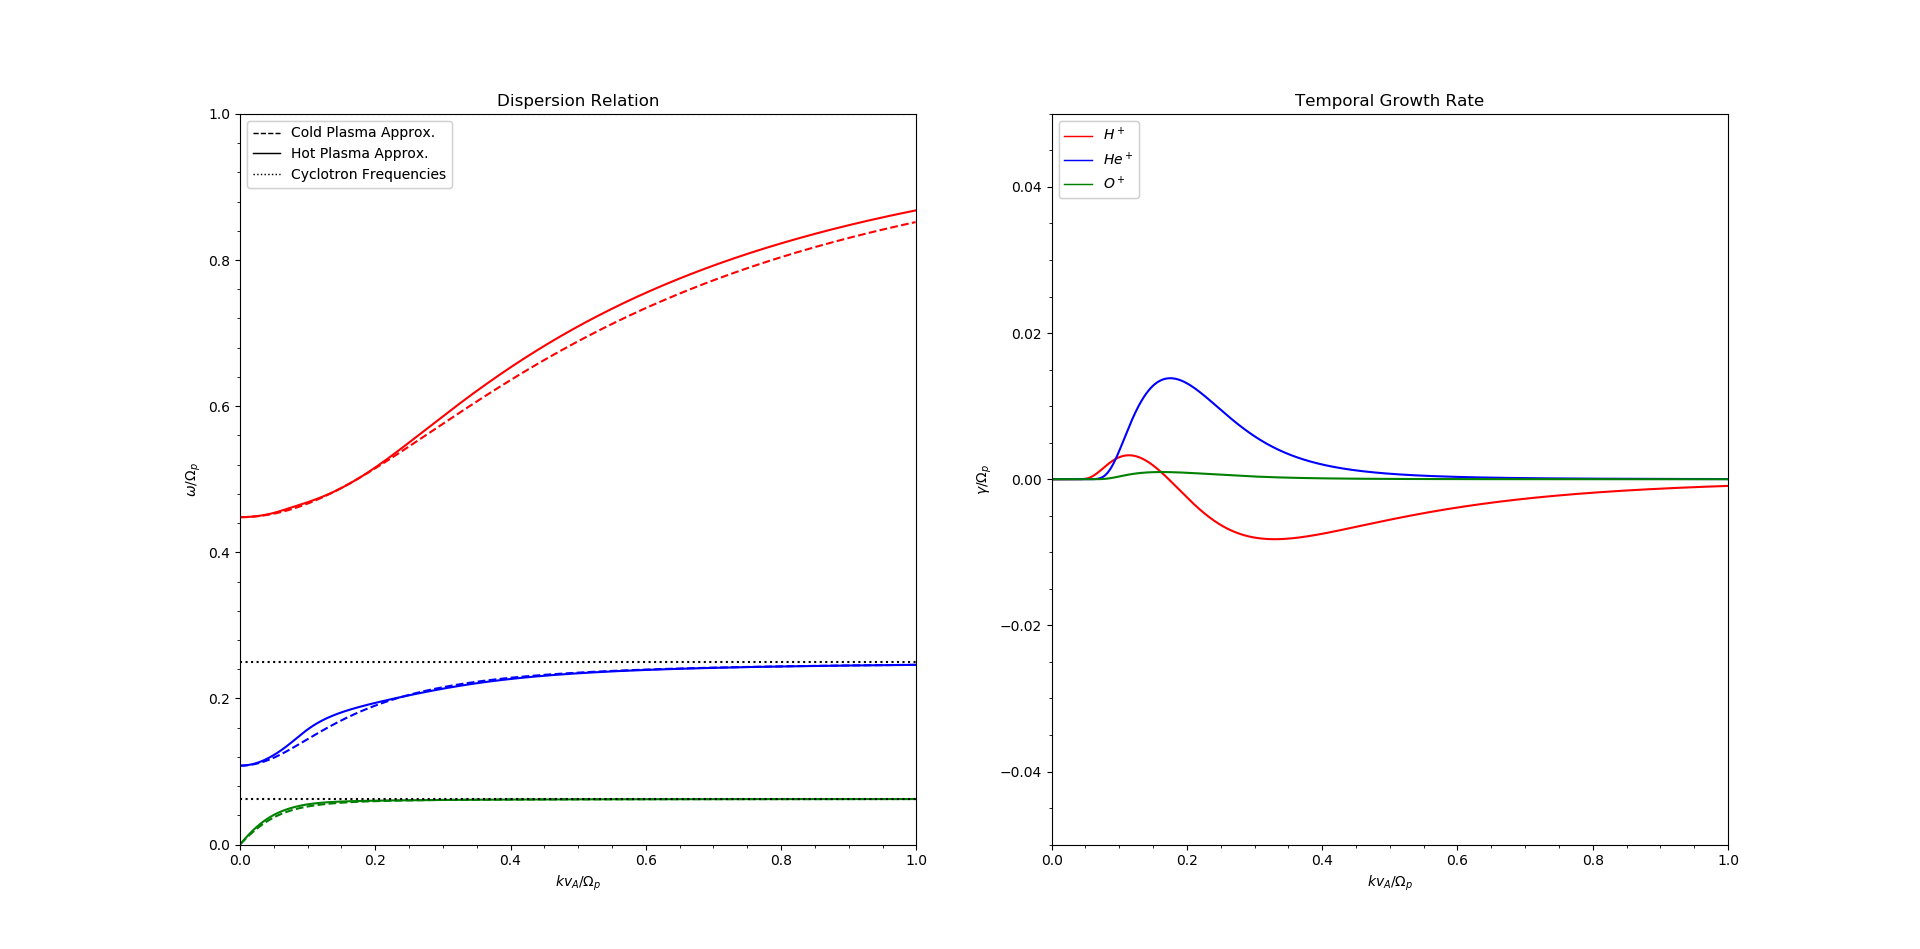 Dispersion Relation
1.0
0.8
0.6
0.4
0.2
0.0
ω/Ωp
Cold Plasma Approx.
Hot Plasma Approx.
Cyclotron Frequencies
0.0 0.2 0.4 0.6 0.8 1.0
kvA/Ωp
Temporal Growth Rate
0.04
0.02
0.00
−0.02
−0.04
γ/Ωp
H+
He+
O+
0.0 0.2 0.4 0.6 0.8 1.0
kvA/Ωp